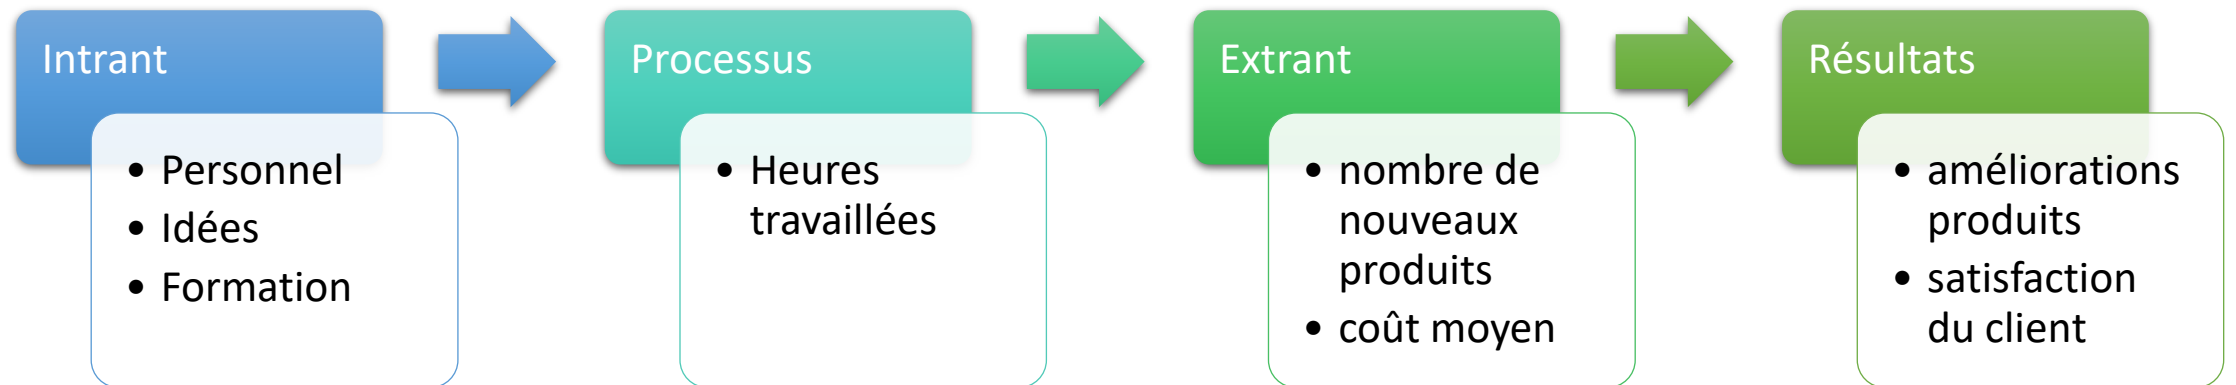 Intrant
• Personnel
• Idées
• Formation
Processus
• Heures
travaillées
Extrant
• nombre de
nouveaux
produits
• coût moyen
Résultats
• améliorations
produits
• satisfaction
du client